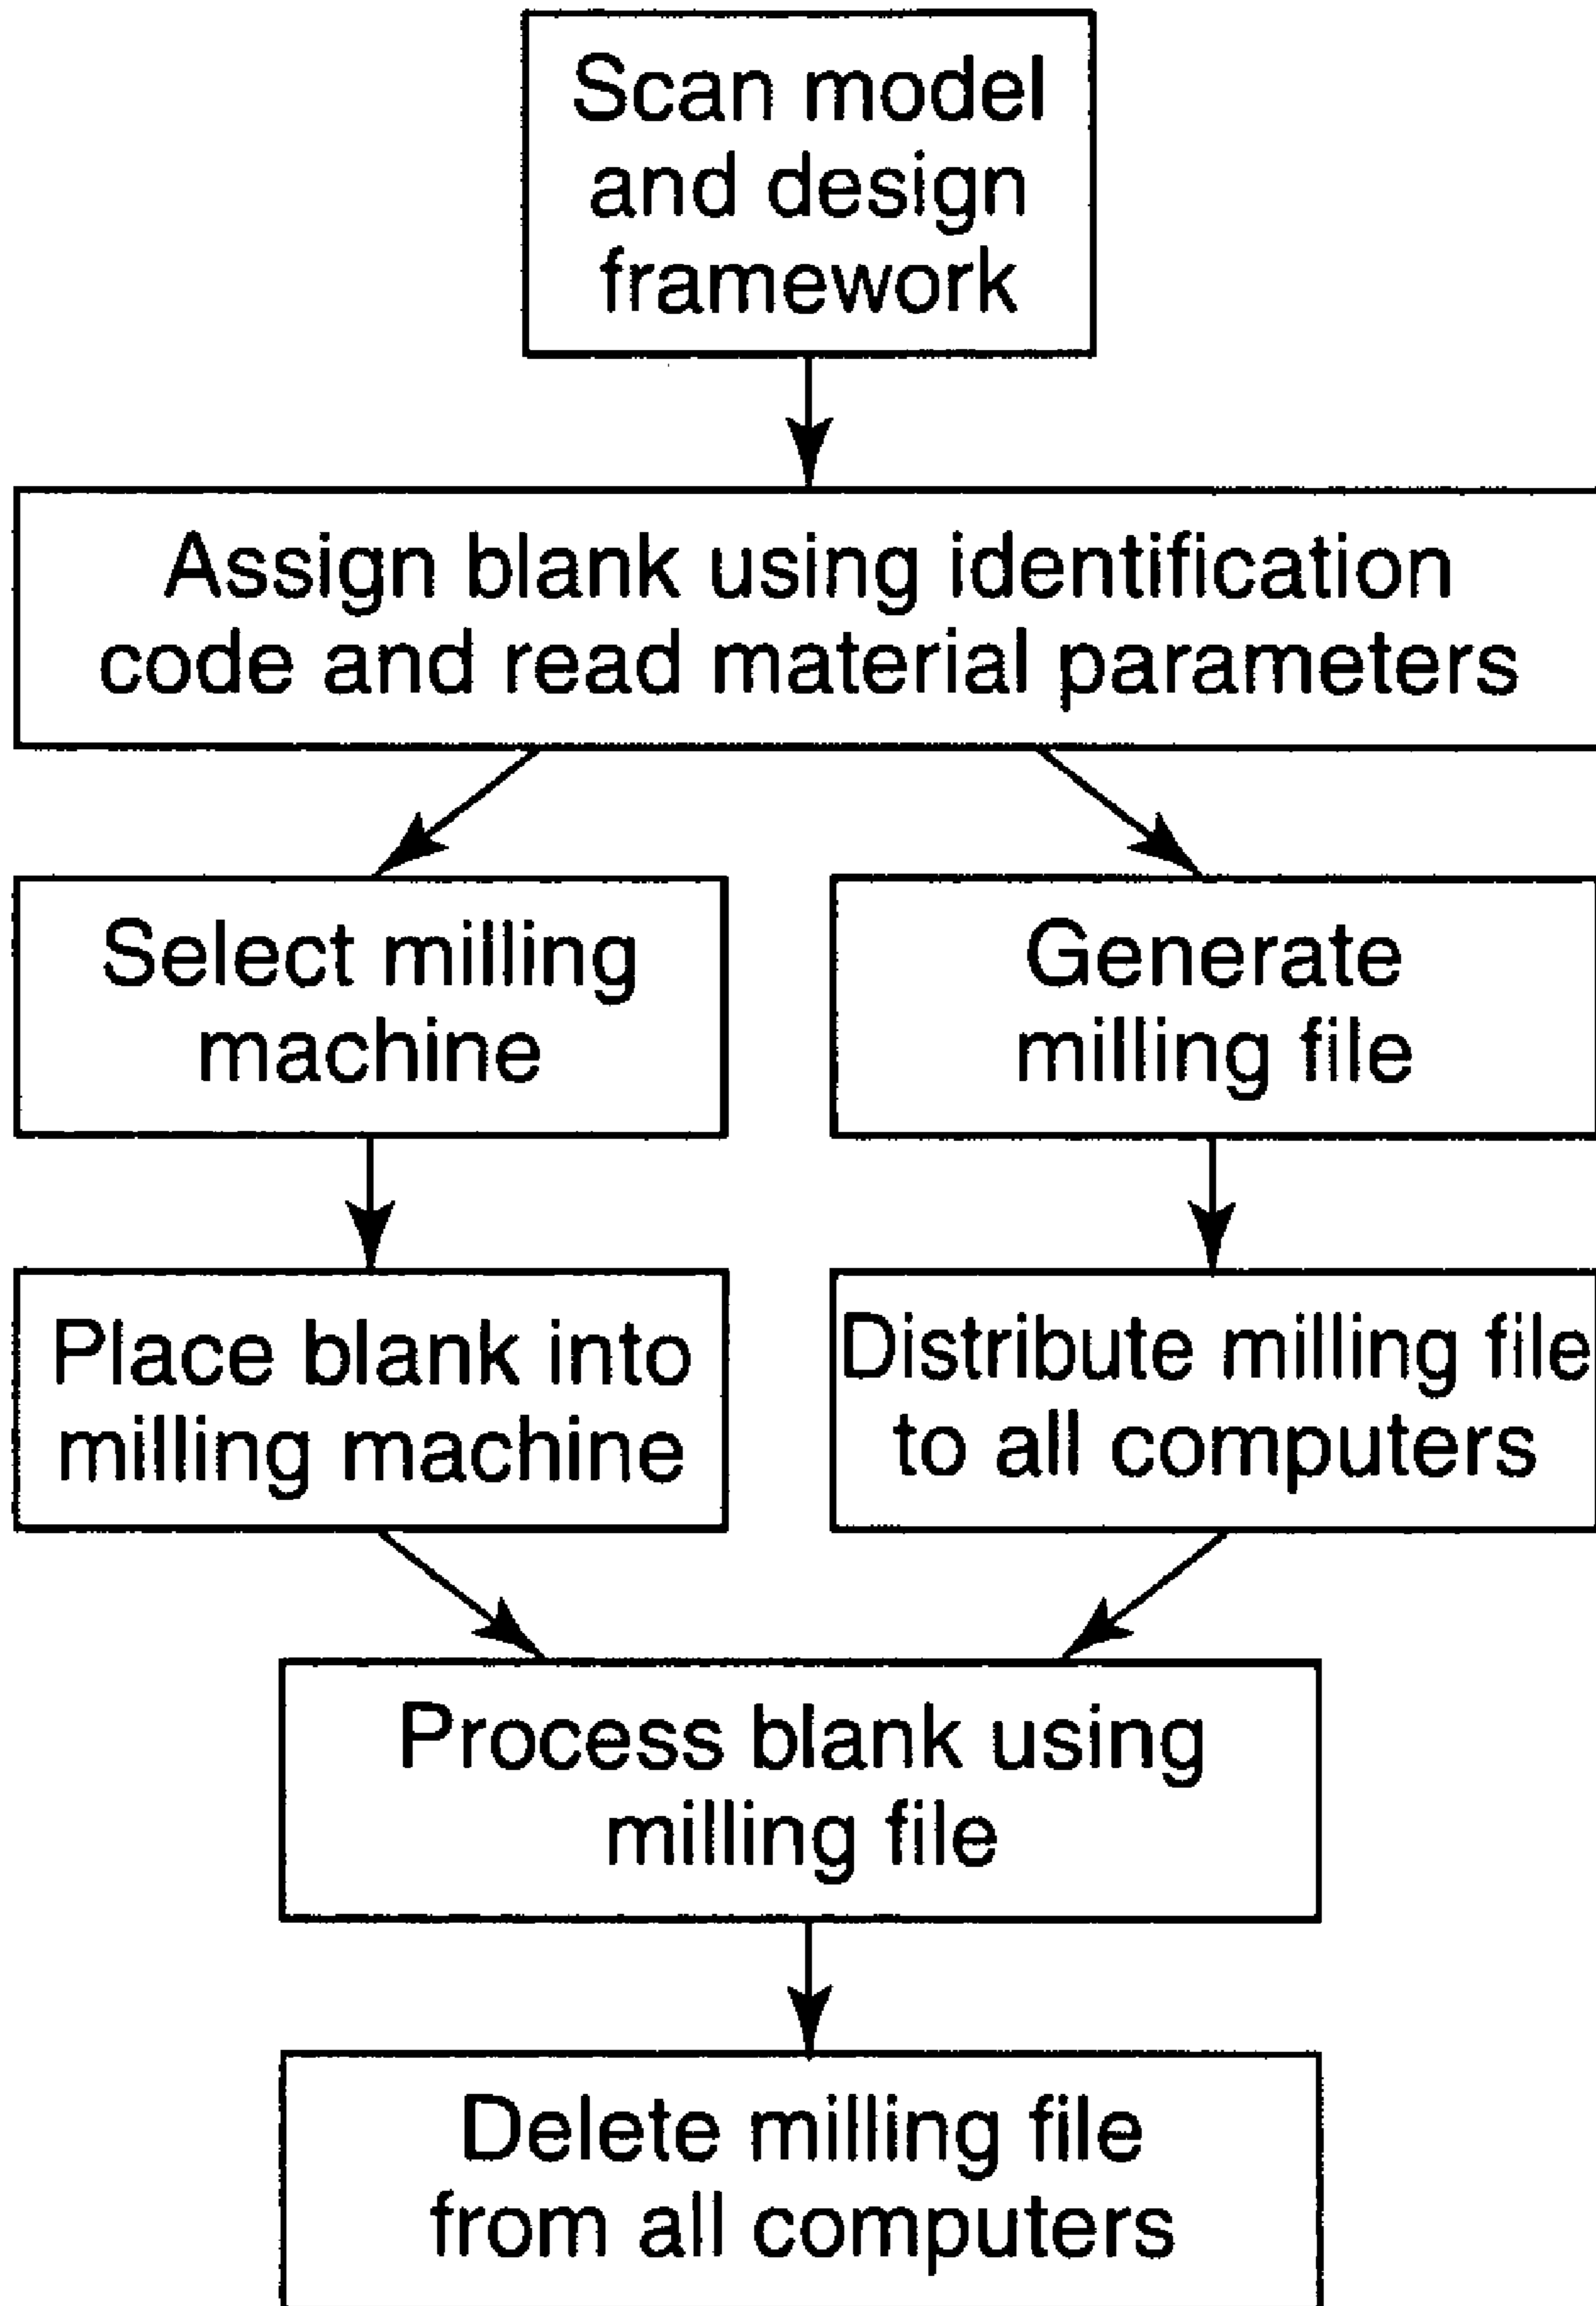 Scan model
and design
framework
Assign blank using identification
code and read material parameters
Select milling
machine
Generate
milling file
Place blank into
milling machine
Distribute milling file
to all computers
Process blank using
milling file
Delete milling file
from all computers